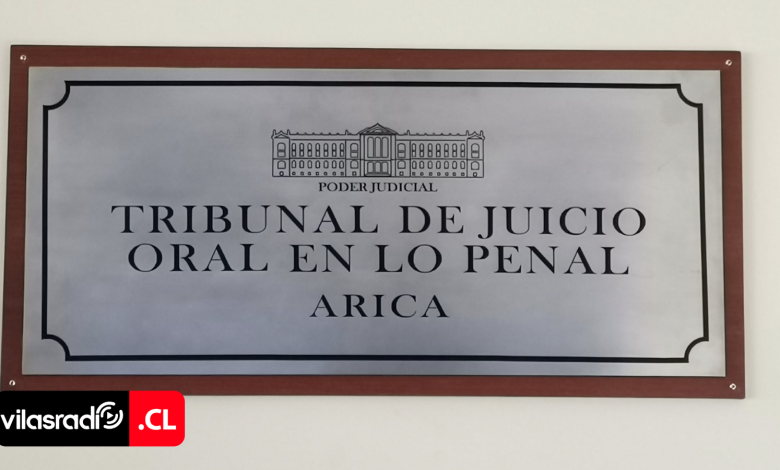 PODER JUDICIAL
TRIBUNAL DE JUICIO
ORAL EN LO PENAL
ARICA
vilasradio .CL